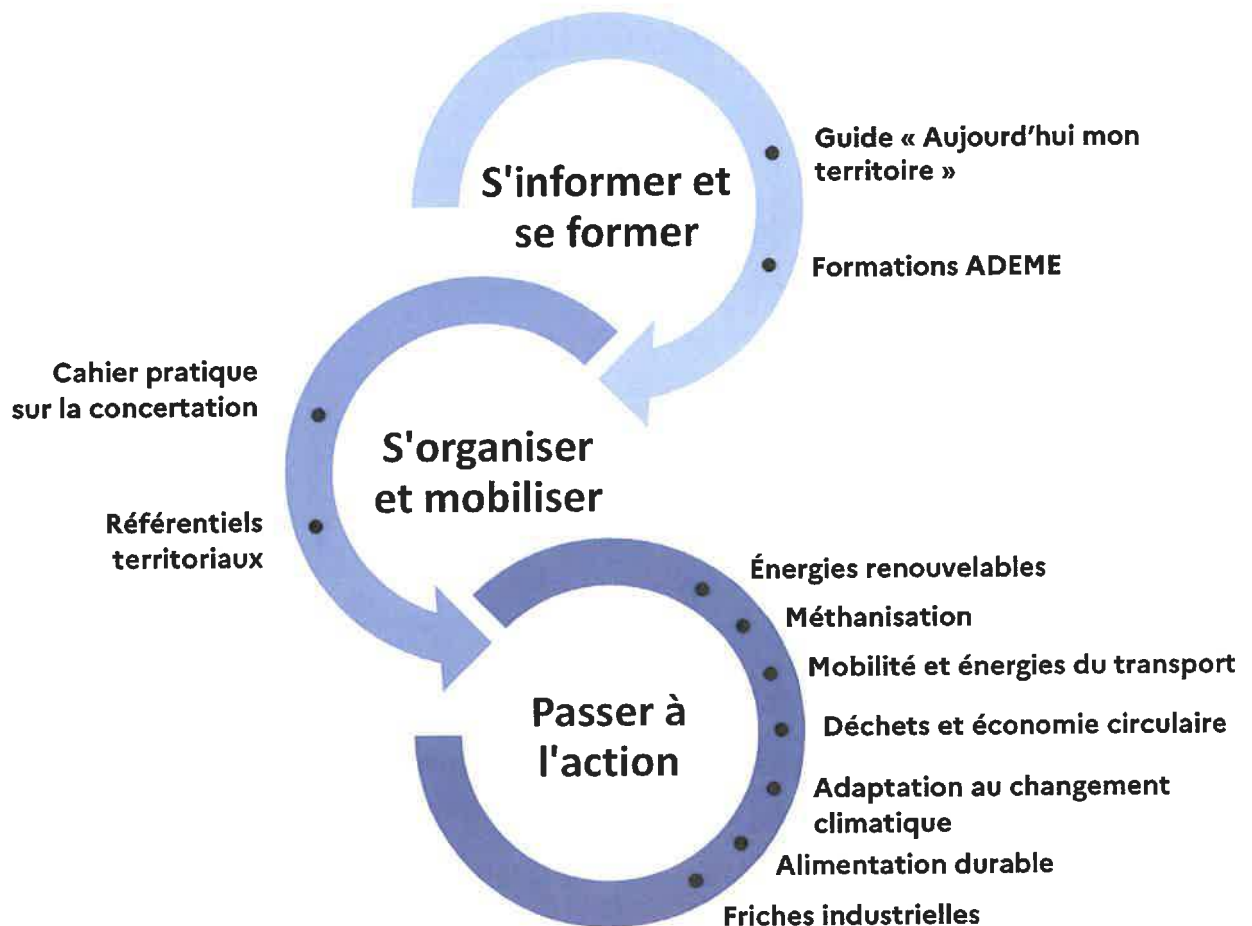 S'informer et
se former
Guide « Aujourd'hui mon
territoire »
Formations ADEME
Cahier pratique
sur la concertation
Référentiels
territoriaux
S'organiser
et mobiliser
Passer à
l'action
Énergies renouvelables
Méthanisation
Mobilité et énergies du transport
Déchets et économie circulaire
Adaptation au changement
climatique
Alimentation durable
Friches industrielles